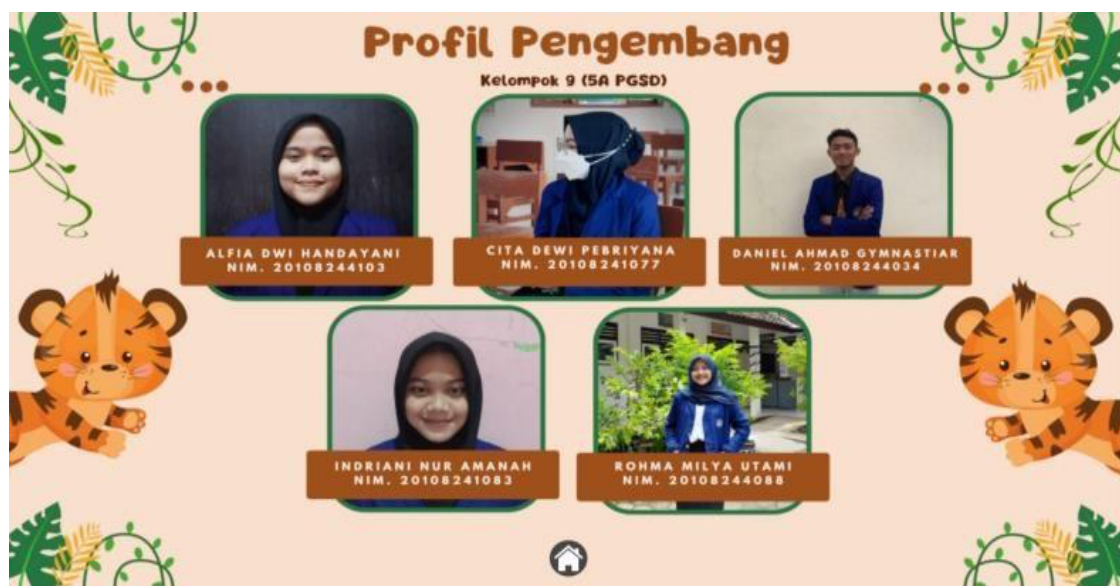 Profil Pengembang
Kelompok 9 (5A PGSD)
ALFIA DWI HANDAYANI
NIM. 20108244103
CITA DEWI PEBRIYANA
NIM. 20108241077
DANIEL AHMAD GYMNASTIAR
NIM. 20108244034
INDRIANI NUR AMANAH
NIM. 20108241083
ROHMA MILYA UTAMI
NIM. 20108244088